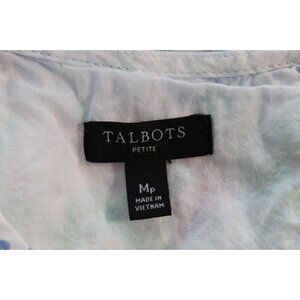 TALBOTS
PETITE
MP
MADE IN
VIETNAM